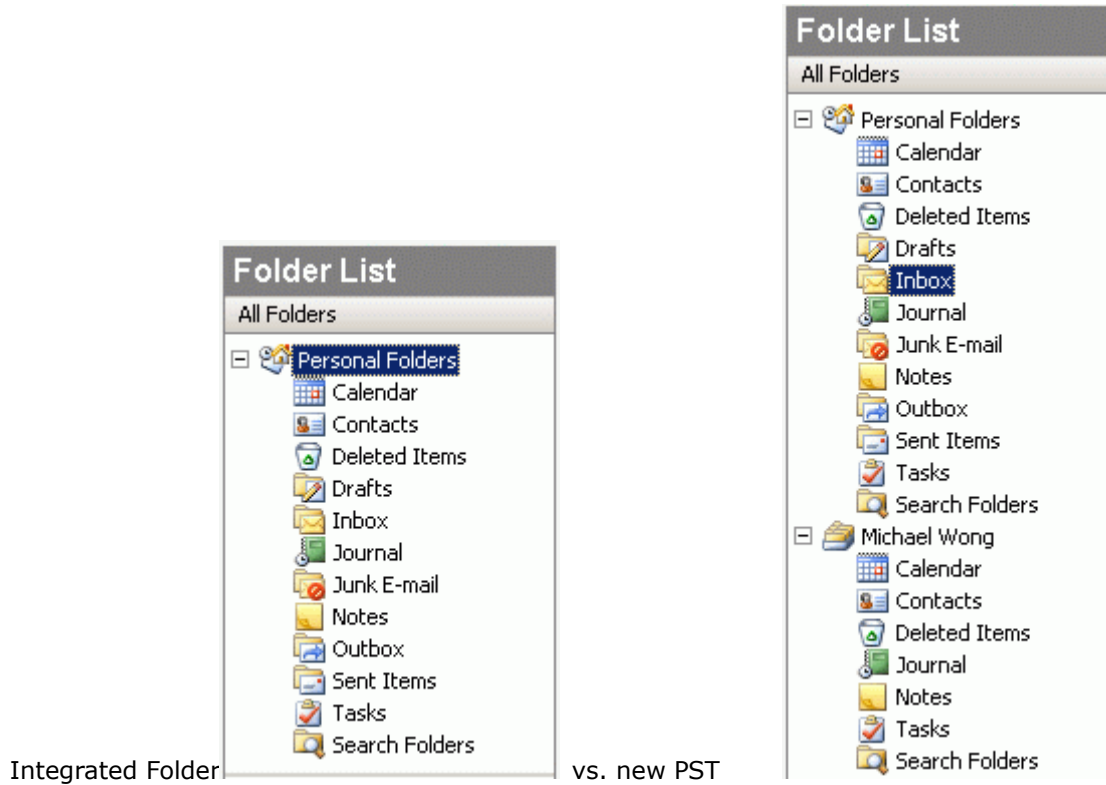 Folder List
All Folders
Personal Folders
Calendar
Contacts
Deleted Items
Drafts
Inbox
Journal
Junk E-mail
Notes
Outbox
Sent Items
Tasks
Search Folders
Integrated Folder
vs. new PST
Folder List
All Folders
Personal Folders
Calendar
Contacts
Deleted Items
Drafts
Inbox
Journal
Junk E-mail
Notes
Outbox
Sent Items
Tasks
Search Folders
Michael Wong
Calendar
Contacts
Deleted Items
Journal
Notes
Tasks
Search Folders